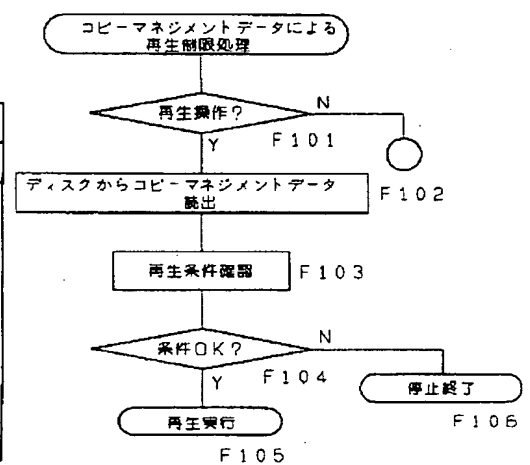 コピーマネジメントデータによる
再生制限処理
再生操作?
N
Y
F101
ディスクからコピーマネジメントデータ
読出
F102
再生条件確認
F103
条件OK?
N
Y
F104
停止終了
再生実行
F106
F105